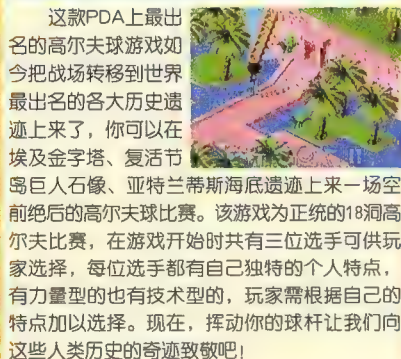 这款PDA上最出
名的高尔夫球游戏如
今把战场转移到世界
最出名的各大历史遗
迹上来了，你可以在
埃及金字塔、复活节
岛巨人石像、亚特兰蒂斯海底遗迹上来一场空
前绝后的高尔夫球比赛。该游戏为正统的18洞高
尔夫比赛，在游戏开始时共有三位选手可供玩
家选择，每位选手都有自己独特的个人特点，
有力量型的也有技术型的，玩家需根据自己的
特点加以选择。现在，挥动你的球杆让我们向
这些人类历史的奇迹致敬吧！